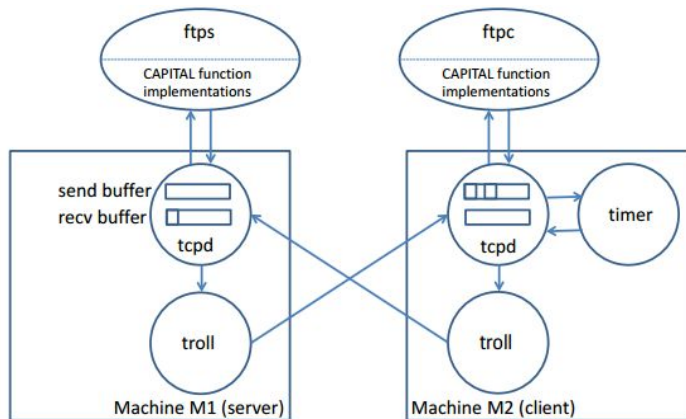 ftps
CAPITAL function
implementations
ftpc
CAPITAL function
implementations
send buffer
recv buffer
tcpd
tcpd
timer
troll
troll
Machine M1 (server)
Machine M2 (client)